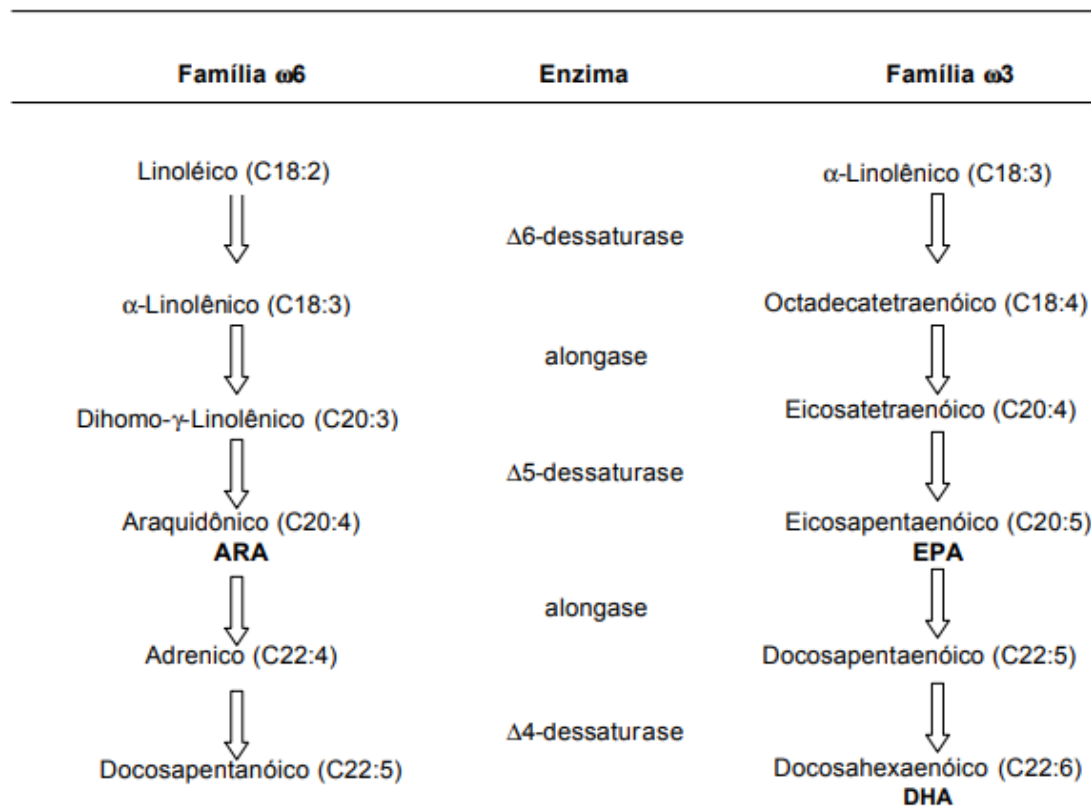 Família ω6 Enzima Família ω3
Linoléico (C18:2) α-Linolênico (C18:3)
Δ6-dessaturase
α-Linolênico (C18:3) Octadecatetraenóico (C18:4)
alongase
Dihomo-γ-Linolênico (C20:3) Eicosatetraenóico (C20:4)
Δ5-dessaturase
Araquidônico (C20:4) Eicosapentaenóico (C20:5)
ARA EPA
alongase
Adrenico (C22:4) Docosapentaenóico (C22:5)
Δ4-dessaturase
Docosapentanóico (C22:5) Docosahexaenóico (C22:6)
DHA